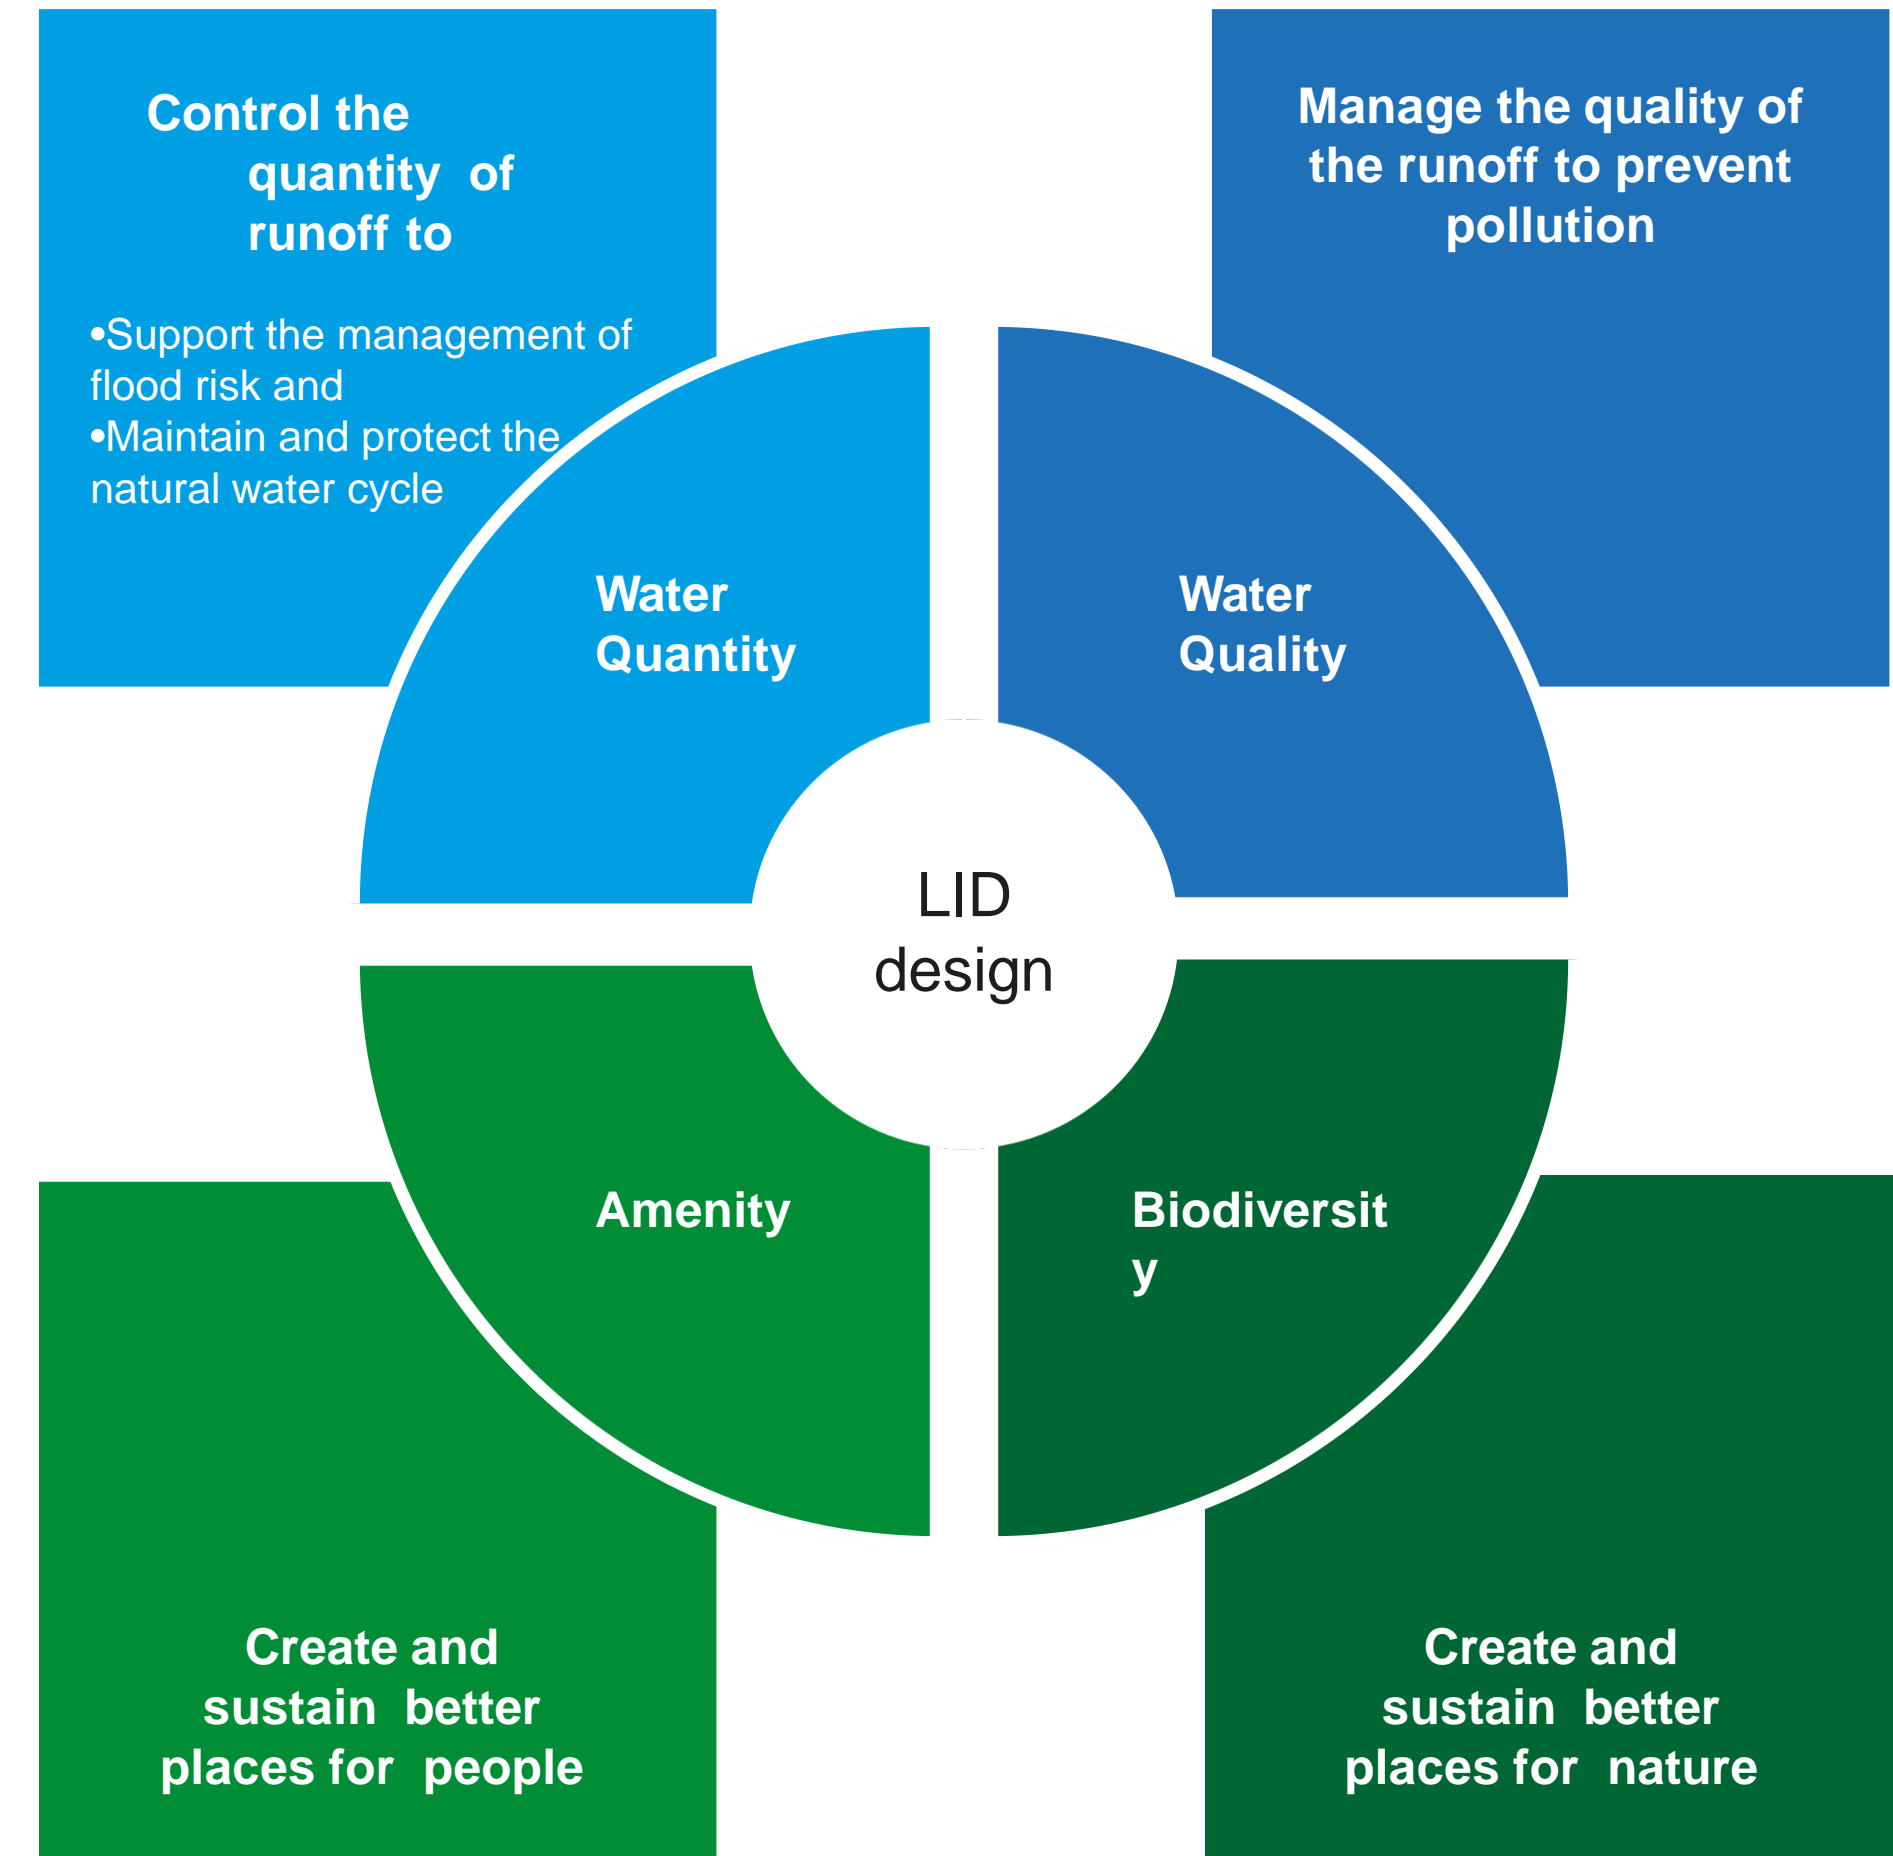 Control the
quantity of
runoff to
•Support the management of
flood risk and
•Maintain and protect the
natural water cycle
Manage the quality of
the runoff to prevent
pollution
Water
Quantity
Water
Quality
LID
design
Amenity
Biodiversit
y
Create and
sustain better
places for people
Create and
sustain better
places for nature